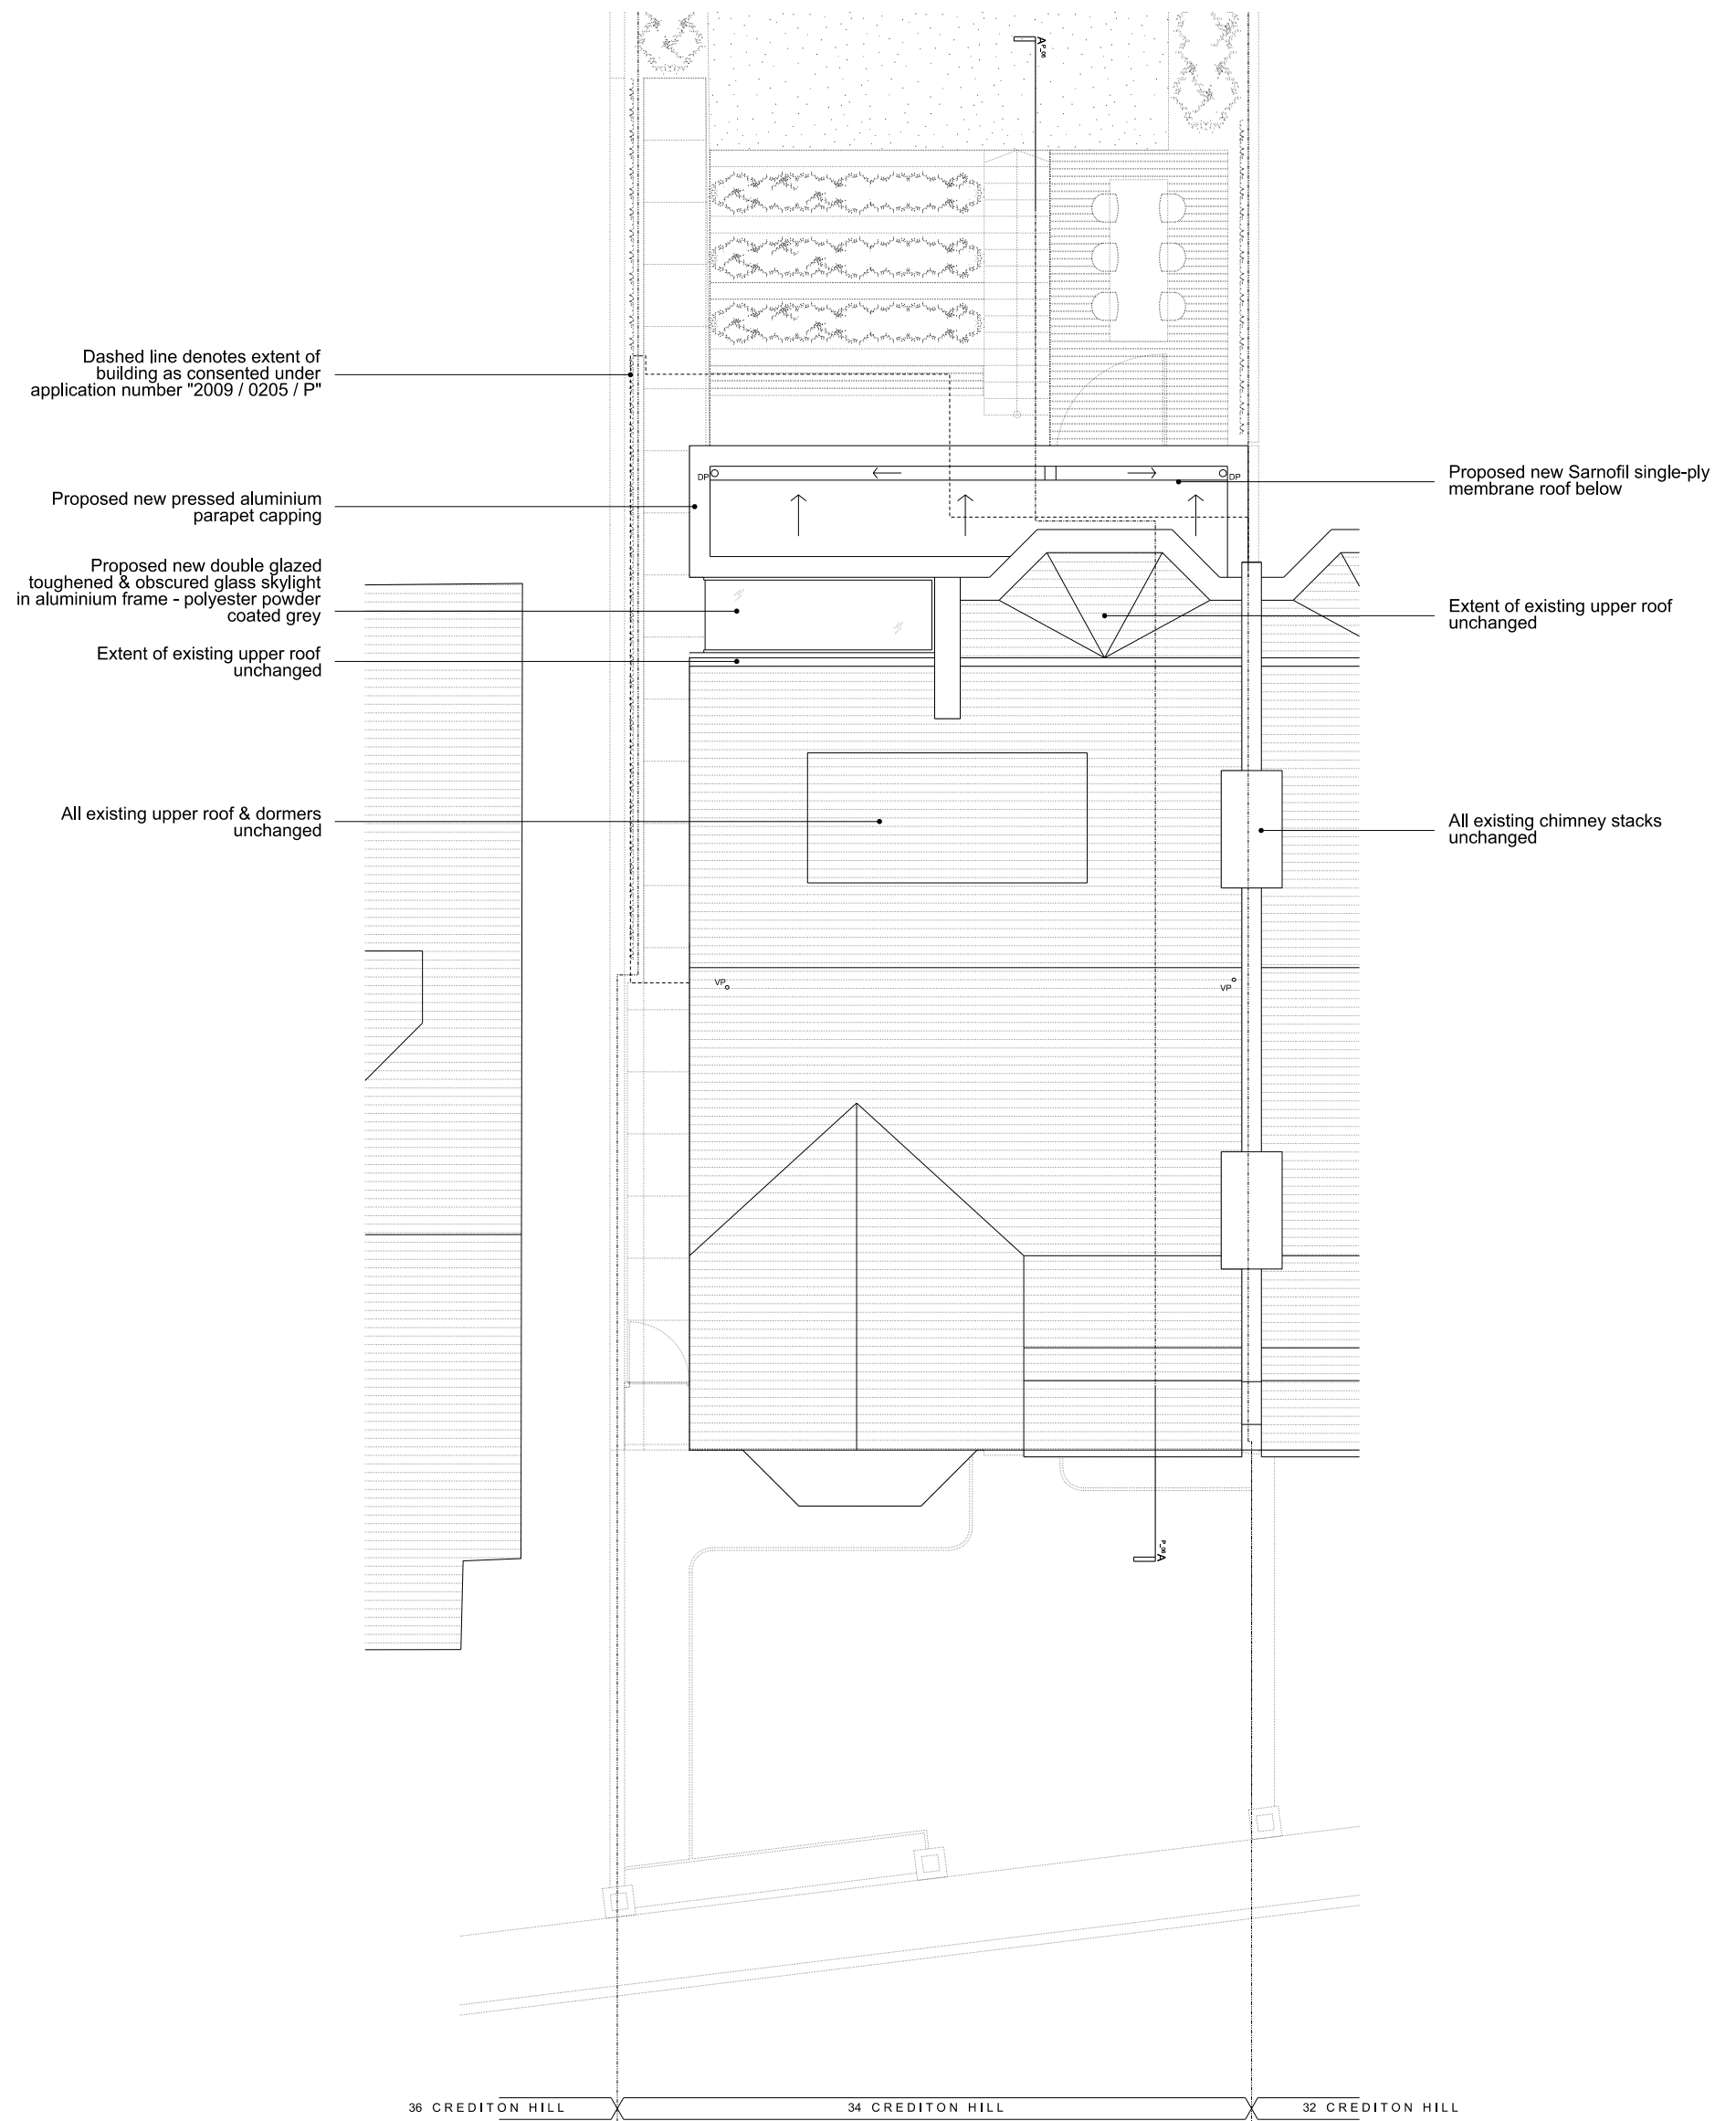 A
P_06
Dashed line denotes extent of
building as consented under
application number "2009 / 0205 / P"
DP
DP
Proposed new Sarnofil single-ply
membrane roof below
Proposed new pressed aluminium
parapet capping
Proposed new double glazed
toughened & obscured glass skylight
in aluminium frame - polyester powder
coated grey
Extent of existing upper roof
unchanged
Extent of existing upper roof
unchanged
All existing upper roof & dormers
unchanged
All existing chimney stacks
unchanged
VP
VP
P_06
A
36 CREDITON HILL
34 CREDITON HILL
32 CREDITON HILL